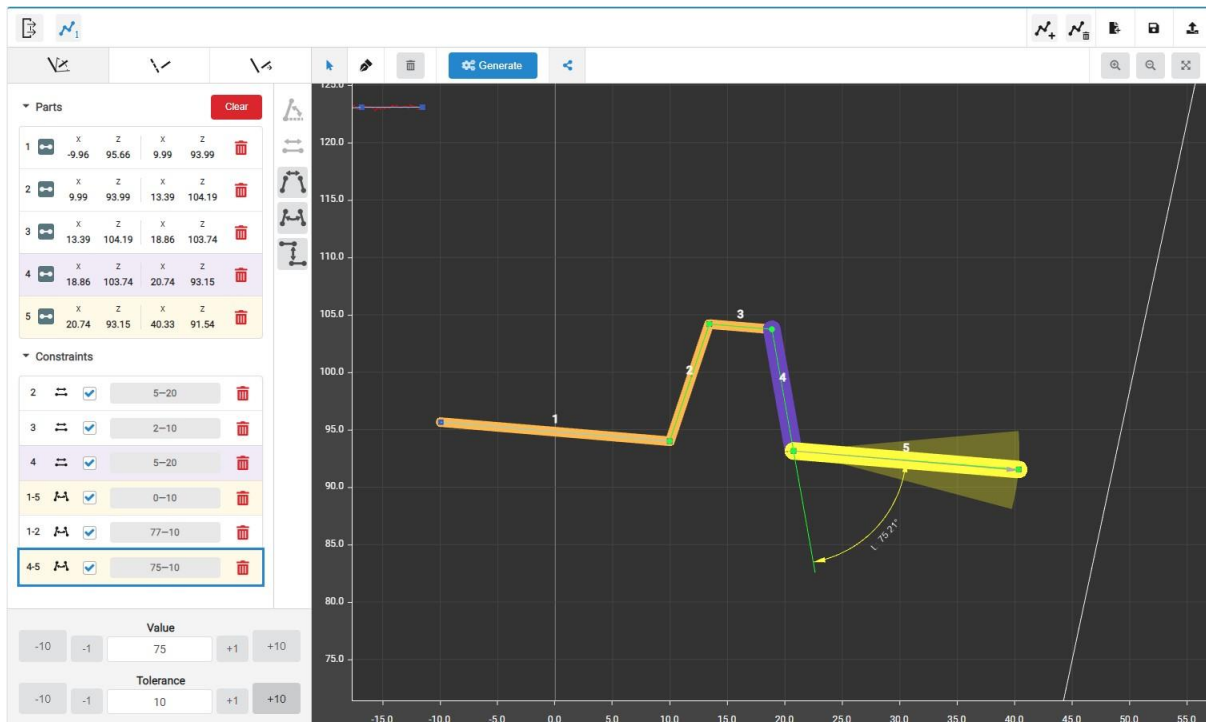 1
Generate
Parts
Clear
1 X Z X Z
-9.96 95.66 9.99 93.99
2 X Z X Z
9.99 93.99 13.39 104.19
3 X Z X Z
13.39 104.19 18.86 103.74
4 X Z X Z
18.86 103.74 20.74 93.15
5 X Z X Z
20.74 93.15 40.33 91.54
Constraints
2 5—20
3 2—10
4 5—20
1-5 0—10
1-2 77—10
4-5 75—10
Value
-10 -1 75 +1 +10
Tolerance
-10 -1 10 +1 +10
125.0
120.0
115.0
110.0
105.0
100.0
95.0
90.0
85.0
80.0
75.0
3
2
4
1
5
L 75.21°
-15.0 -10.0 -5.0 0.0 5.0 10.0 15.0 20.0 25.0 30.0 35.0 40.0 45.0 50.0 55.0